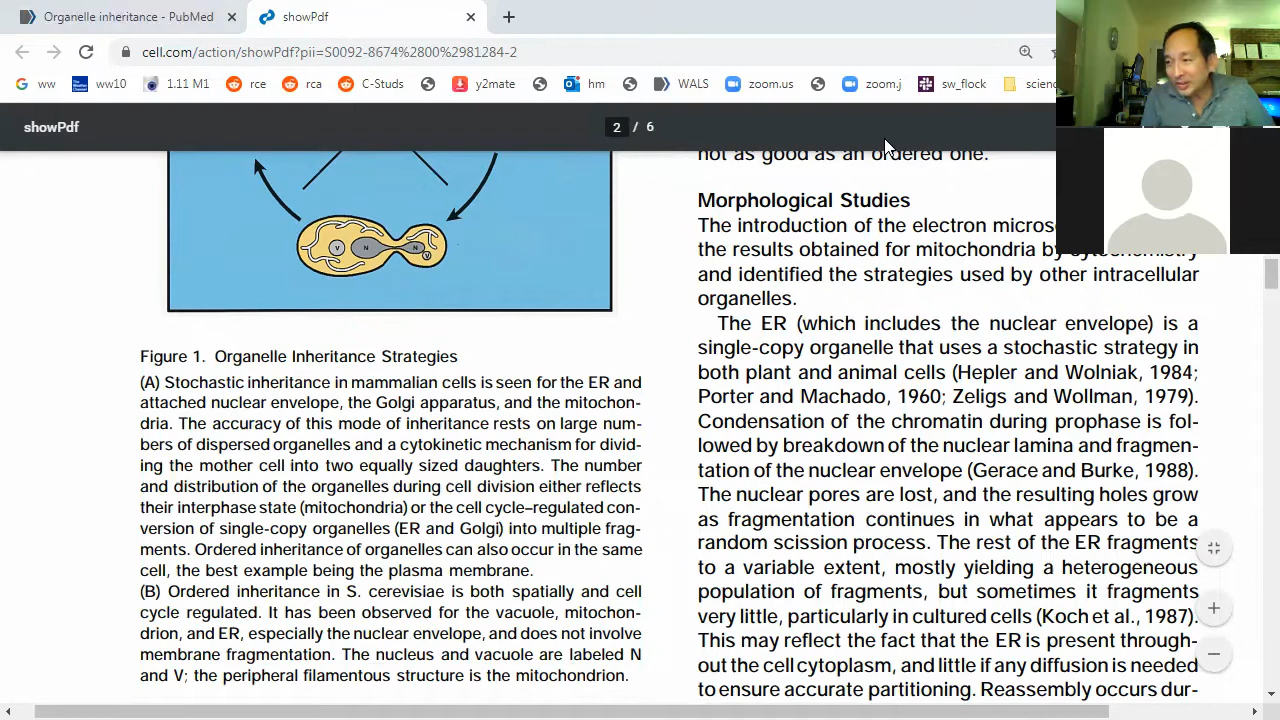 Organelle inheritance - PubMed
showPdf
cell.com/action/showPdf?pii=S0092-8674%2800%2981284-2
ww
ww10
1.11 M1
rce
rca
C-Studs
y2mate
hm
WALS
zoom.us
zoom.j
sw_flock
scienc
showPdf
2 / 6
V
N
N
V
Figure 1. Organelle Inheritance Strategies
(A) Stochastic inheritance in mammalian cells is seen for the ER and
attached nuclear envelope, the Golgi apparatus, and the mitochon-
dria. The accuracy of this mode of inheritance rests on large num-
bers of dispersed organelles and a cytokinetic mechanism for divid-
ing the mother cell into two equally sized daughters. The number
and distribution of the organelles during cell division either reflects
their interphase state (mitochondria) or the cell cycle–regulated con-
version of single-copy organelles (ER and Golgi) into multiple frag-
ments. Ordered inheritance of organelles can also occur in the same
cell, the best example being the plasma membrane.
(B) Ordered inheritance in S. cerevisiae is both spatially and cell
cycle regulated. It has been observed for the vacuole, mitochon-
drion, and ER, especially the nuclear envelope, and does not involve
membrane fragmentation. The nucleus and vacuole are labeled N
and V; the peripheral filamentous structure is the mitochondrion.
not as good as an ordered one.
Morphological Studies
The introduction of the electron micros
the results obtained for mitochondria by cytochemistry
and identified the strategies used by other intracellular
organelles.
The ER (which includes the nuclear envelope) is a
single-copy organelle that uses a stochastic strategy in
both plant and animal cells (Hepler and Wolniak, 1984;
Porter and Machado, 1960; Zeligs and Wollman, 1979).
Condensation of the chromatin during prophase is fol-
lowed by breakdown of the nuclear lamina and fragmen-
tation of the nuclear envelope (Gerace and Burke, 1988).
The nuclear pores are lost, and the resulting holes grow
as fragmentation continues in what appears to be a
random scission process. The rest of the ER fragments
to a variable extent, mostly yielding a heterogeneous
population of fragments, but sometimes it fragments
very little, particularly in cultured cells (Koch et al., 1987).
This may reflect the fact that the ER is present through-
out the cell cytoplasm, and little if any diffusion is needed
to ensure accurate partitioning. Reassembly occurs dur-